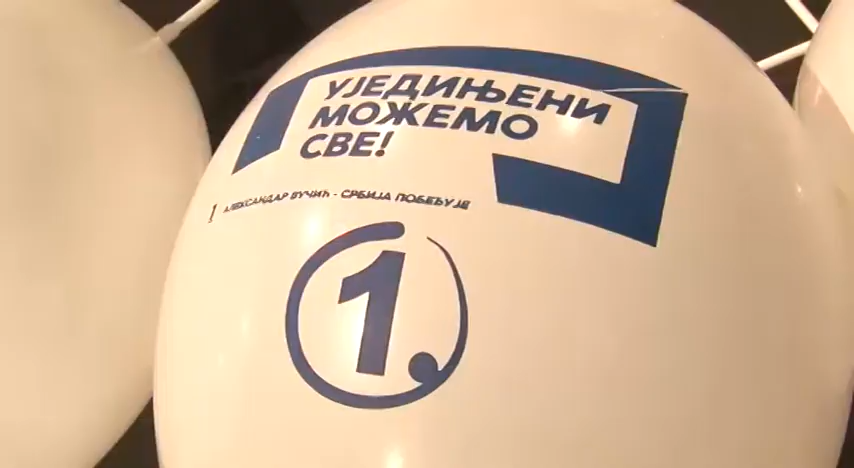 УЈЕДИЊЕНИ
МОЖЕМО
СВЕ!
АЛЕКСАНДАР ВУЧИЋ - СРБИЈА ПОБЕЂУЈЕ
1.